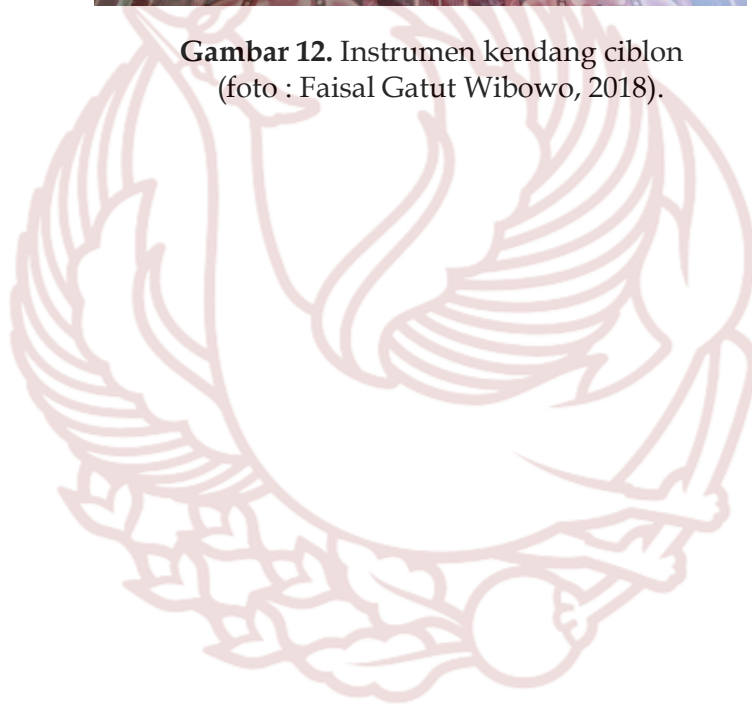 Gambar 12. Instrumen kendang ciblon
(foto : Faisal Gatut Wibowo, 2018).